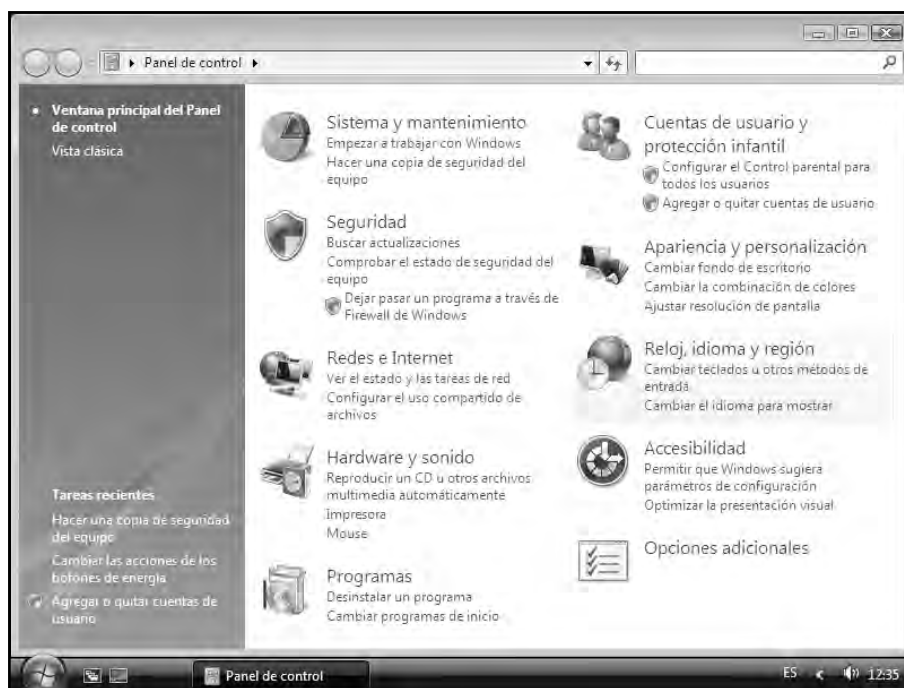 Panel de control
Ventana principal del Panel
de control
Vista clásica
Tareas recientes
Hacer una copia de seguridad
del equipo
Cambiar las acciones de los
botones de energía
Agregar o quitar cuentas de
usuario
Sistema y mantenimiento
Empezar a trabajar con Windows
Hacer una copia de seguridad del
equipo
Seguridad
Buscar actualizaciones
Comprobar el estado de seguridad del
equipo
Dejar pasar un programa a través de
Firewall de Windows
Redes e Internet
Ver el estado y las tareas de red
Configurar el uso compartido de
archivos
Hardware y sonido
Reproducir un CD u otros archivos
multimedia automáticamente
Impresora
Mouse
Programas
Desinstalar un programa
Cambiar programas de inicio
Cuentas de usuario y
protección infantil
Configurar el Control parental para
todos los usuarios
Agregar o quitar cuentas de usuario
Apariencia y personalización
Cambiar fondo de escritorio
Cambiar la combinación de colores
Ajustar resolución de pantalla
Reloj, idioma y región
Cambiar teclados u otros métodos de
entrada
Cambiar el idioma para mostrar
Accesibilidad
Permitir que Windows sugiera
parámetros de configuración
Optimizar la presentación visual
Opciones adicionales
Panel de control
ES
12:35